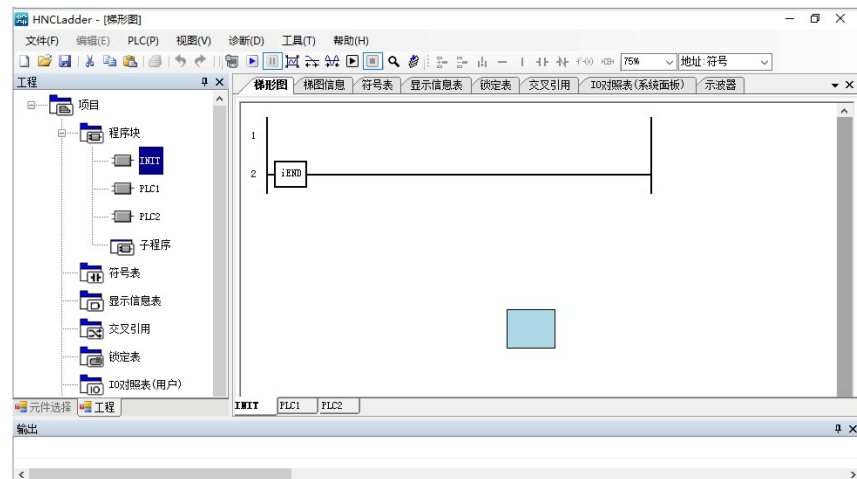 HNCLadder - [梯形图]
文件(F) 编辑(E) PLC(P) 视图(V) 诊断(D) 工具(T) 帮助(H)
75% 地址:符号
工程
梯形图 梯图信息 符号表 显示信息表 锁定表 交叉引用 IO对照表(系统面板) 示波器
项目
程序块
INIT
PLC1
PLC2
子程序
符号表
显示信息表
交叉引用
锁定表
IO对照表(用户)
元件选择 工程
1
2 iEND
INIT PLC1 PLC2
输出